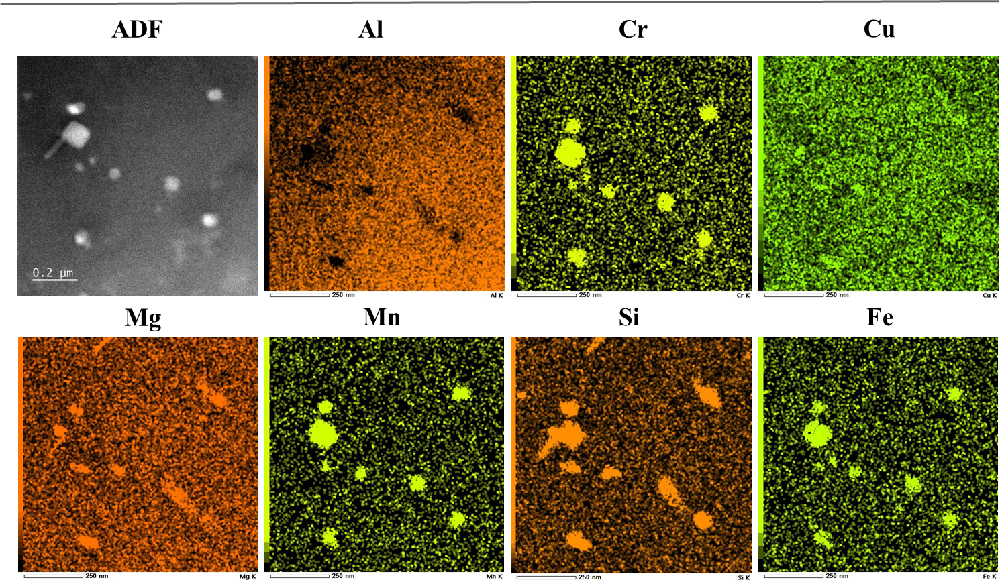 ADF Al Cr Cu
0.2 µm
250 nm Al K 250 nm Cr K 250 nm Cu K
Mg Mn Si Fe
250 nm Mg K 250 nm Mn K 250 nm Si K 250 nm Fe K